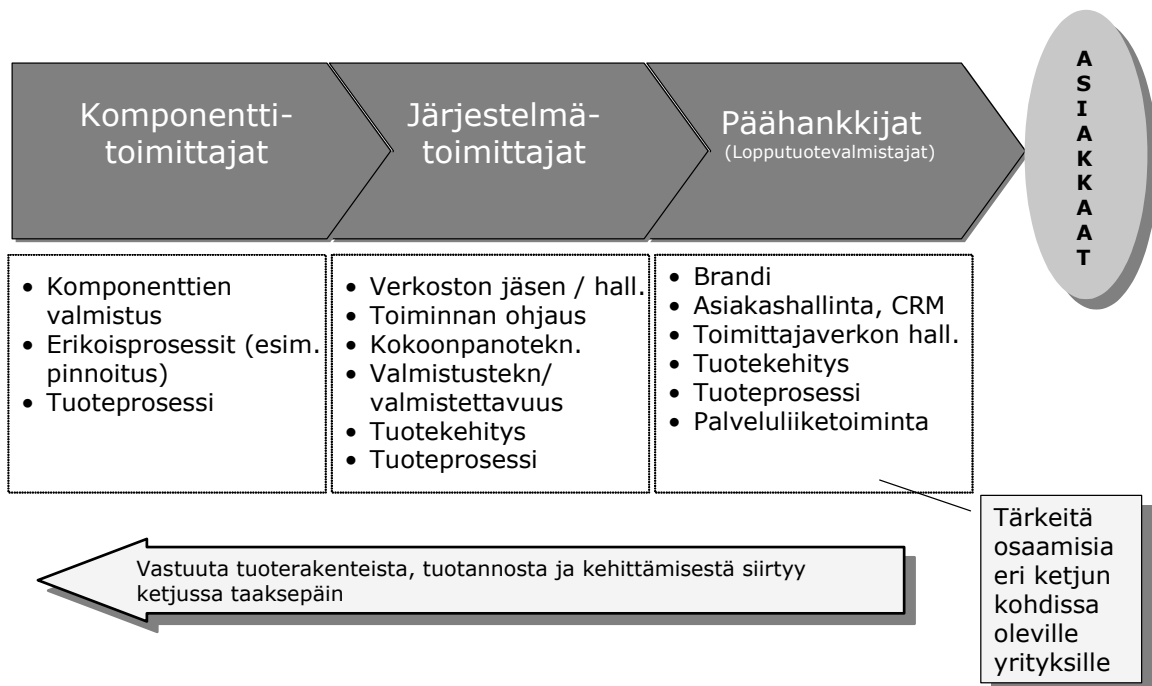 Komponentti-
toimittajat
Järjestelmä-
toimittajat
Päähankkijat
(Lopputuotevalmistajat)
ASIAKKAAT
• Komponenttien
valmistus
• Erikoisprosessit (esim.
pinnoitus)
• Tuoteprosessi
• Verkoston jäsen / hall.
• Toiminnan ohjaus
• Kokoonpanotekn.
• Valmistustekn/
valmistettavuus
• Tuotekehitys
• Tuoteprosessi
• Brandi
• Asiakashallinta, CRM
• Toimittajaverkon hall.
• Tuotekehitys
• Tuoteprosessi
• Palveluliiketoiminta
Vastuuta tuoterakenteista, tuotannosta ja kehittämisestä siirtyy
ketjussa taaksepäin
Tärkeitä
osaamisia
eri ketjun
kohdissa
oleville
yrityksille